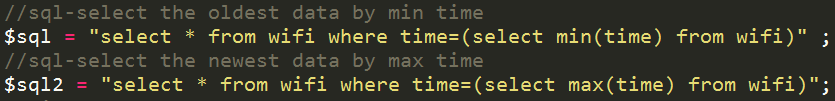 //sql-select the oldest data by min time
$sql = "select * from wifi where time=(select min(time) from wifi)" ;
//sql-select the newest data by max time
$sql2 = "select * from wifi where time=(select max(time) from wifi)";